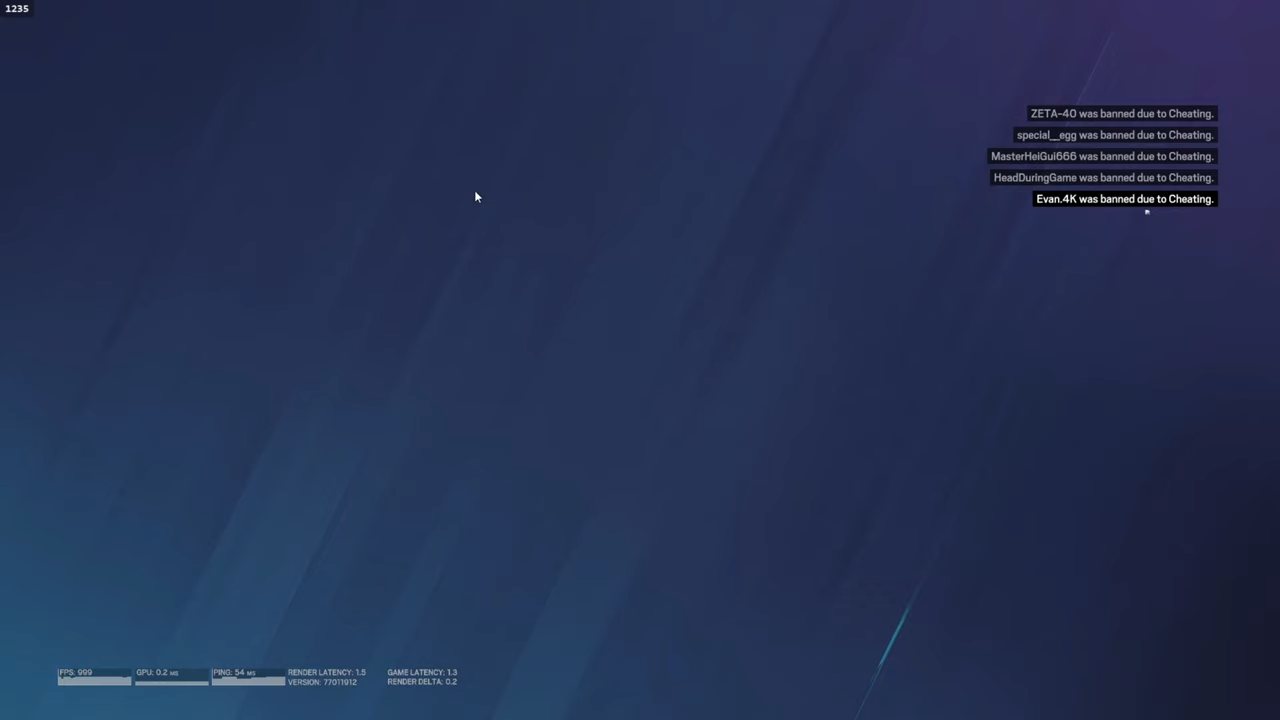 1235
ZETA-40 was banned due to Cheating.
special__egg was banned due to Cheating.
MasterHeiGui666 was banned due to Cheating.
HeadDuringGame was banned due to Cheating.
Evan.4K was banned due to Cheating.
FPS: 999 GPU: 0.2 MS PING: 54 MS RENDER LATENCY: 1.5 GAME LATENCY: 1.3
VERSION: 77011912 RENDER DELTA: 0.2